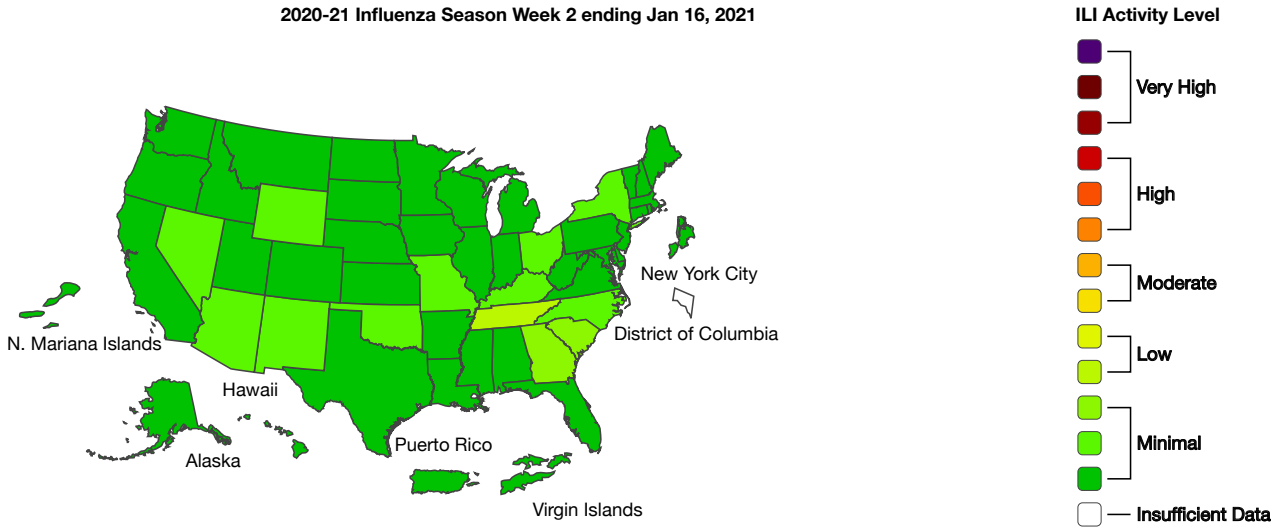 2020-21 Influenza Season Week 2 ending Jan 16, 2021
ILI Activity Level
Very High
High
Moderate
Low
Minimal
Insufficient Data
New York City
District of Columbia
N. Mariana Islands
Hawaii
Alaska
Puerto Rico
Virgin Islands